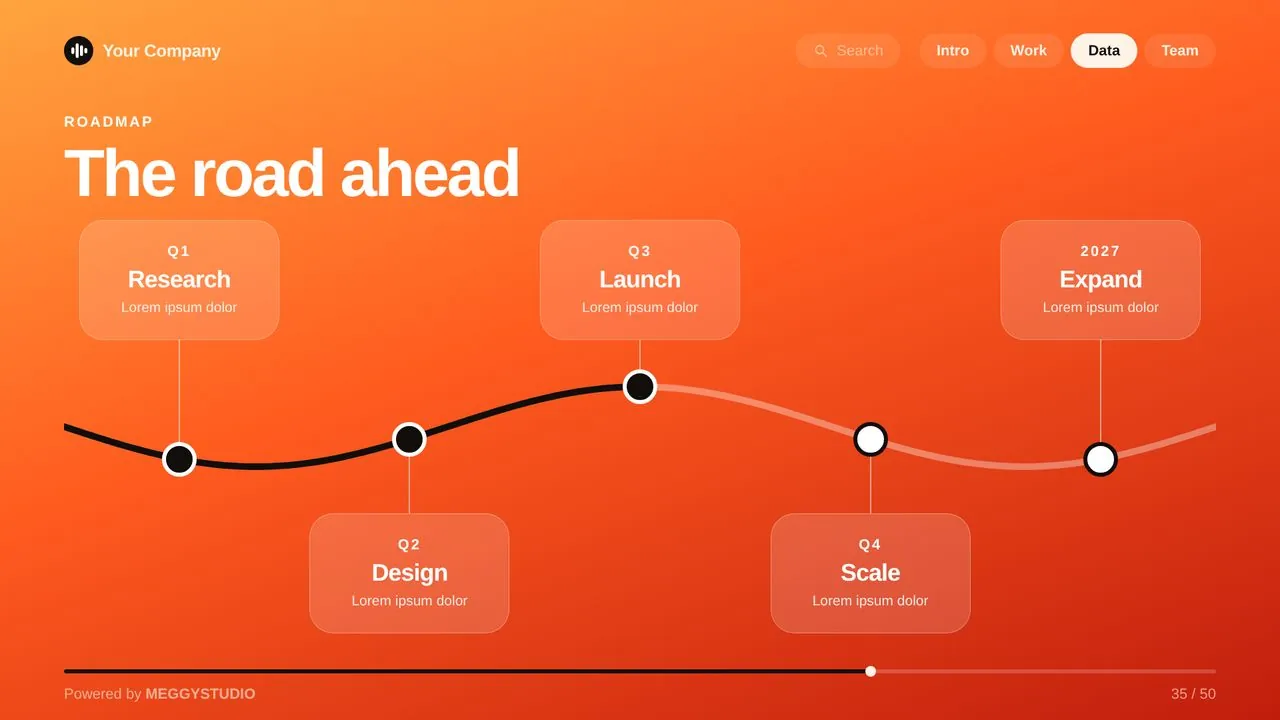 Your Company
Search
Intro
Work
Data
Team
ROADMAP
The road ahead
Q1
Research
Lorem ipsum dolor
Q3
Launch
Lorem ipsum dolor
2027
Expand
Lorem ipsum dolor
Q2
Design
Lorem ipsum dolor
Q4
Scale
Lorem ipsum dolor
Powered by MEGGYSTUDIO
35 / 50